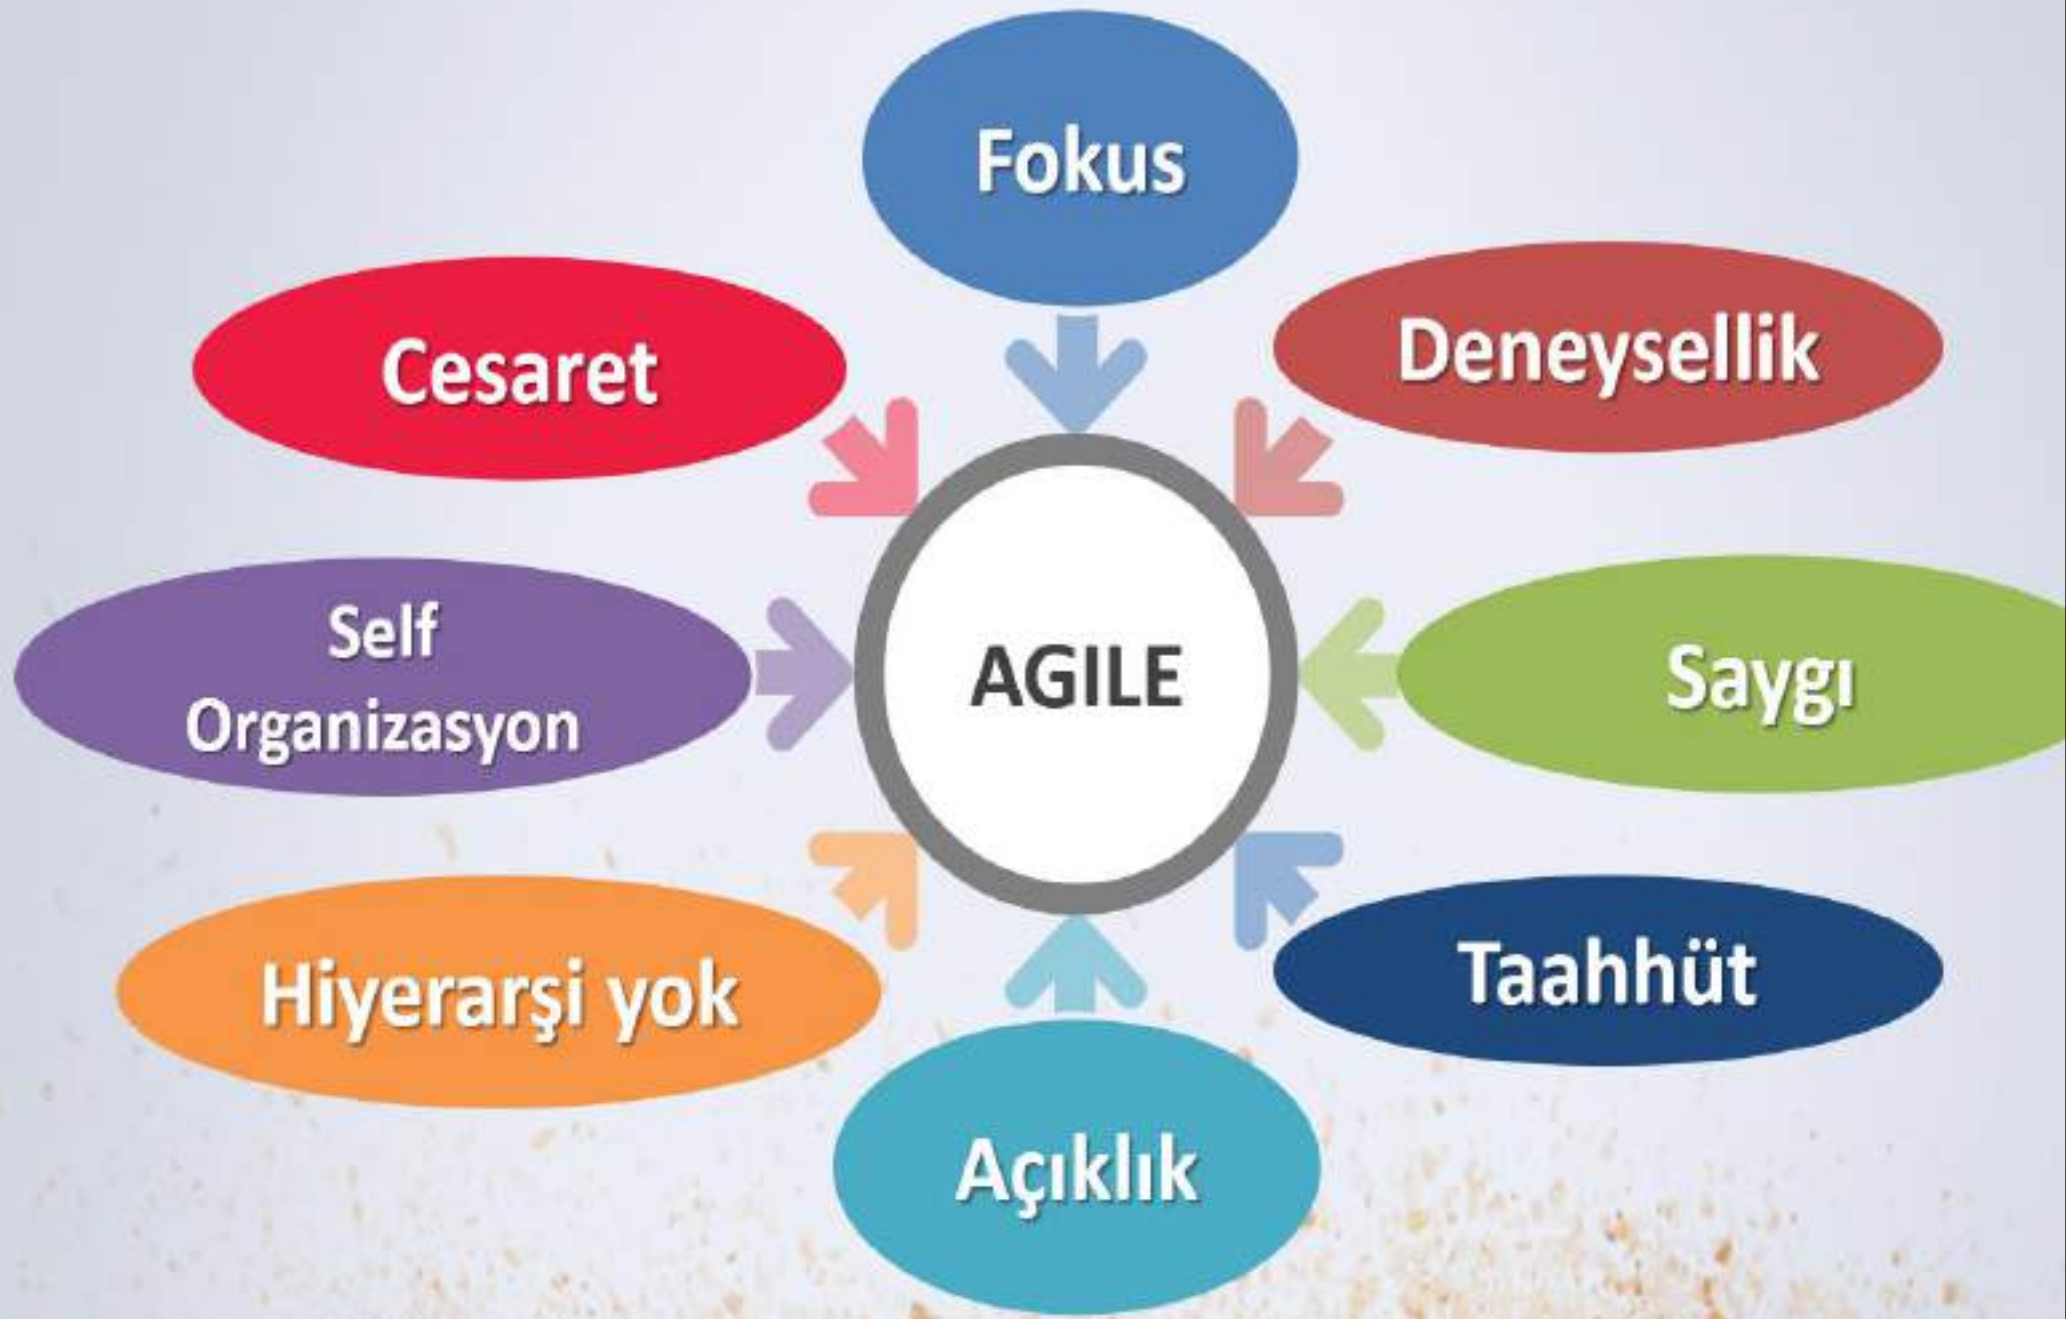 Fokus
Cesaret
Deneysellik
Self
Organizasyon
AGILE
Saygı
Hiyerarşi yok
Taahhüt
Açıklık